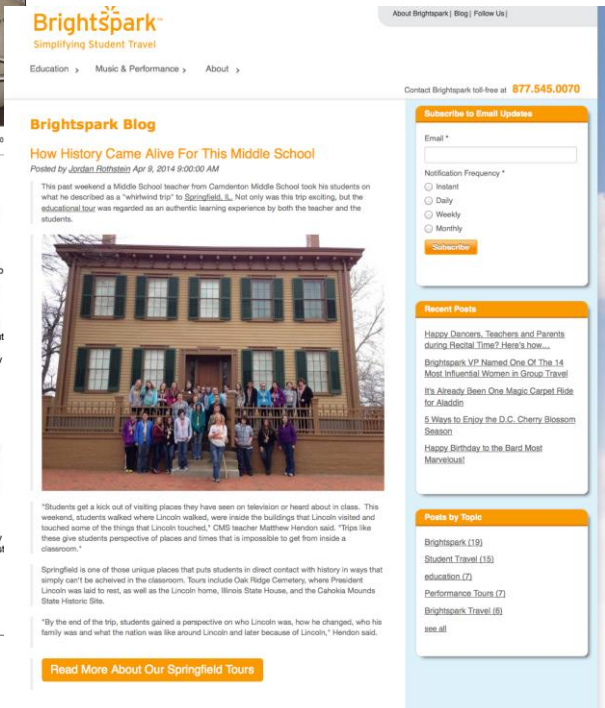 Brightspark
Simplifying Student Travel
About Brightspark | Blog | Follow Us |
Education > Music & Performance > About >
Contact Brightspark toll-free at 877.545.0070
Brightspark Blog
How History Came Alive For This Middle School
Posted by Jordan Rothstein Apr 9, 2014 9:00:00 AM
This past weekend a Middle School teacher from Camdenton Middle School took his students on
what he described as a "whirlwind trip" to Springfield, IL. Not only was this trip exciting, but the
educational tour was regarded as an authentic learning experience by both the teacher and the
students.
"Students get a kick out of visiting places they have seen on television or heard about in class. This
weekend, students walked where Lincoln walked, were inside the buildings that Lincoln visited and
touched some of the things that Lincoln touched," CMS teacher Matthew Hendon said. "Trips like
these give students perspective of places and times that is impossible to get from inside a
classroom."
Springfield is one of those unique places that puts students in direct contact with history in ways that
simply can't be acheived in the classroom. Tours include Oak Ridge Cemetery, where President
Lincoln was laid to rest, as well as the Lincoln home, Illinois State House, and the Cahokia Mounds
State Historic Site.
"By the end of the trip, students gained a perspective on who Lincoln was, how he changed, who his
family was and what the nation was like around Lincoln and later because of Lincoln," Hendon said.
Read More About Our Springfield Tours
Subscribe to Email Updates
Email *
Notification Frequency *
Instant
Daily
Weekly
Monthly
Subscribe
Recent Posts
Happy Dancers, Teachers and Parents
during Recital Time? Here's how…
Brightspark VP Named One Of The 14
Most Influential Women in Group Travel
It's Already Been One Magic Carpet Ride
for Aladdin
5 Ways to Enjoy the D.C. Cherry Blossom
Season
Happy Birthday to the Bard Most
Marvelous!
Posts by Topic
Brightspark (19)
Student Travel (15)
education (7)
Performance Tours (7)
Brightspark Travel (6)
see all